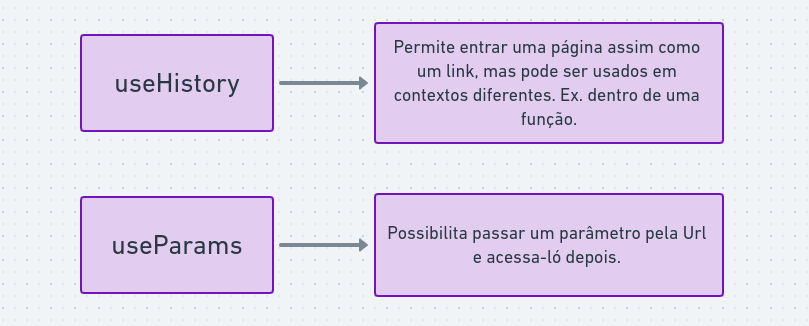 useHistory
Permite entrar uma página assim como
um link, mas pode ser usados em
contextos diferentes. Ex. dentro de uma
função.
useParams
Possibilita passar um parâmetro pela Url
e acessa-ló depois.